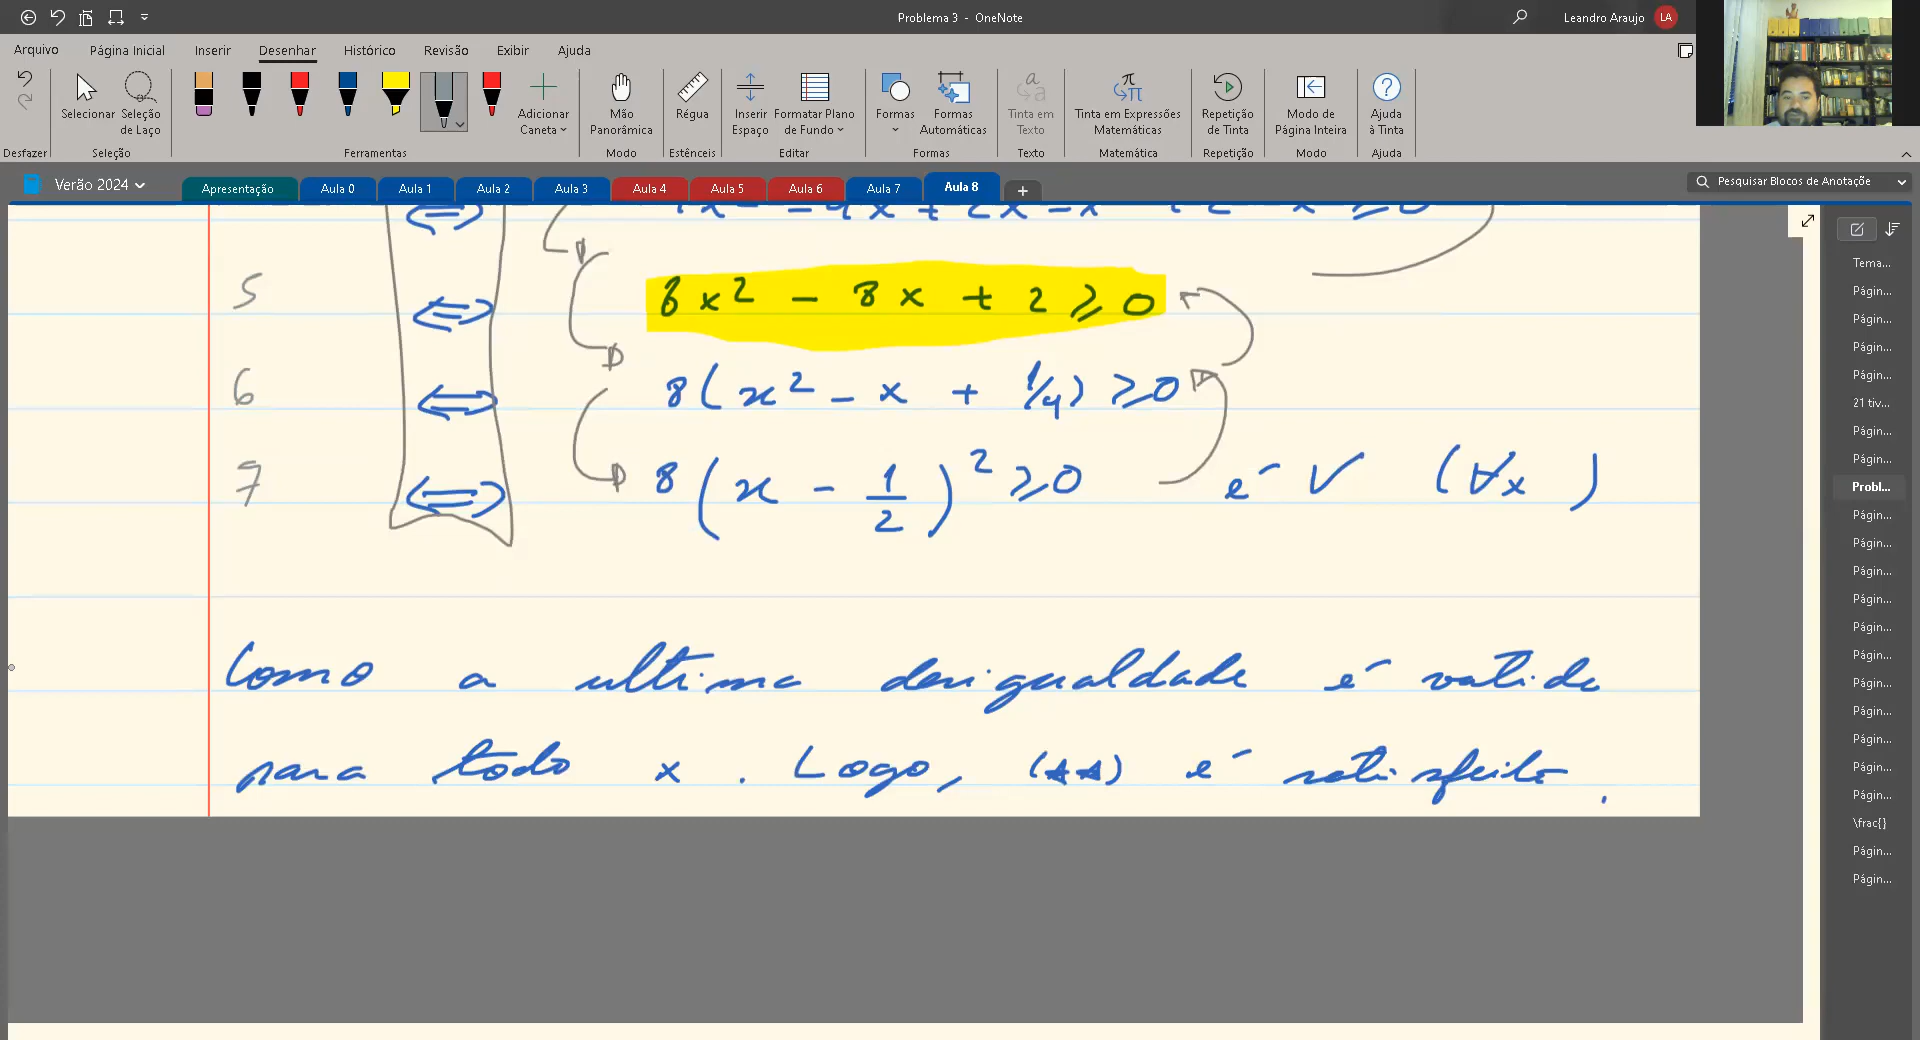 Problema 3 - OneNote
Leandro Araujo LA
Arquivo Página Inicial Inserir Desenhar Histórico Revisão Exibir Ajuda
Selecionar Seleção de Laço Adicionar Caneta Mão Panorâmica Régua Inserir Espaço Formatar Plano de Fundo Formas Formas Automáticas Tinta em Texto Tinta em Expressões Matemáticas Repetição de Tinta Modo de Página Inteira Ajuda à Tinta
Desfazer Seleção Ferramentas Modo Estênceis Editar Formas Texto Matemática Repetição Modo Ajuda
Verão 2024 Apresentação Aula 0 Aula 1 Aula 2 Aula 3 Aula 4 Aula 5 Aula 6 Aula 7 Aula 8 + Pesquisar Blocos de Anotaçõe
5 ⟺ 8x² - 8x + 2 ≥ 0
6 ⟺ 8(x² - x + 1/4) ≥ 0
7 ⟺ 8(x - 1/2)² ≥ 0 é V (∀x )
Como a ultima desigualdade é valida
para todo x . Logo, (**) é satisfeita .
Tema...
Págin...
Págin...
Págin...
Págin...
21 tiv...
Págin...
Págin...
Probl...
Págin...
Págin...
Págin...
Págin...
Págin...
Págin...
Págin...
Págin...
Págin...
Págin...
Págin...
\frac{}
Págin...
Págin...